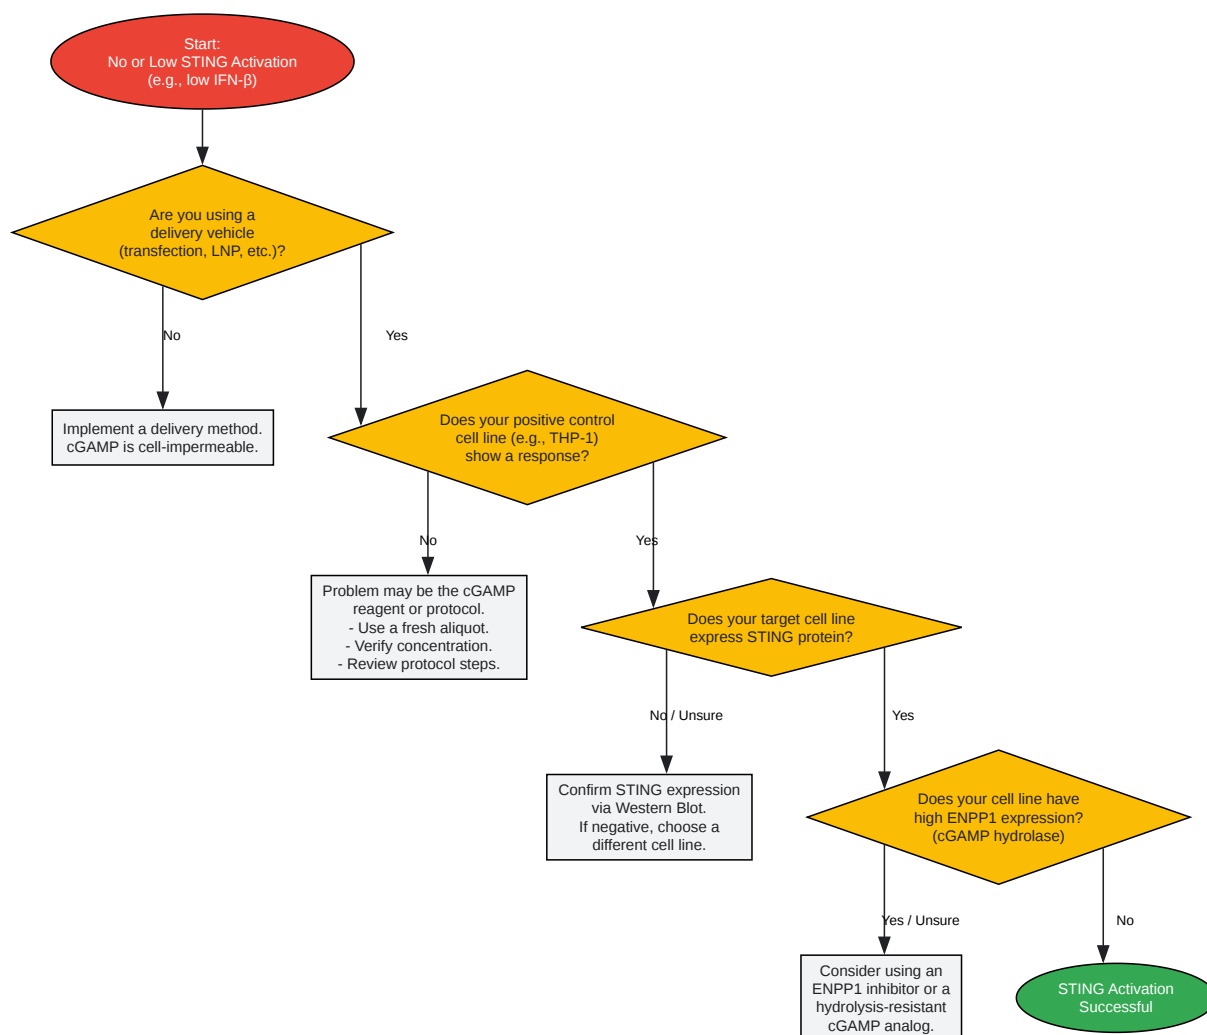 Start:
No or Low STING Activation
(e.g., low IFN-β)
Are you using a
delivery vehicle
(transfection, LNP, etc.)?
No
Yes
Implement a delivery method.
cGAMP is cell-impermeable.
Does your positive control
cell line (e.g., THP-1)
show a response?
No
Yes
Problem may be the cGAMP
reagent or protocol.
- Use a fresh aliquot.
- Verify concentration.
- Review protocol steps.
Does your target cell line
express STING protein?
No / Unsure
Yes
Confirm STING expression
via Western Blot.
If negative, choose a
different cell line.
Does your cell line have
high ENPP1 expression?
(cGAMP hydrolase)
Yes / Unsure
No
Consider using an
ENPP1 inhibitor or a
hydrolysis-resistant
cGAMP analog.
STING Activation
Successful